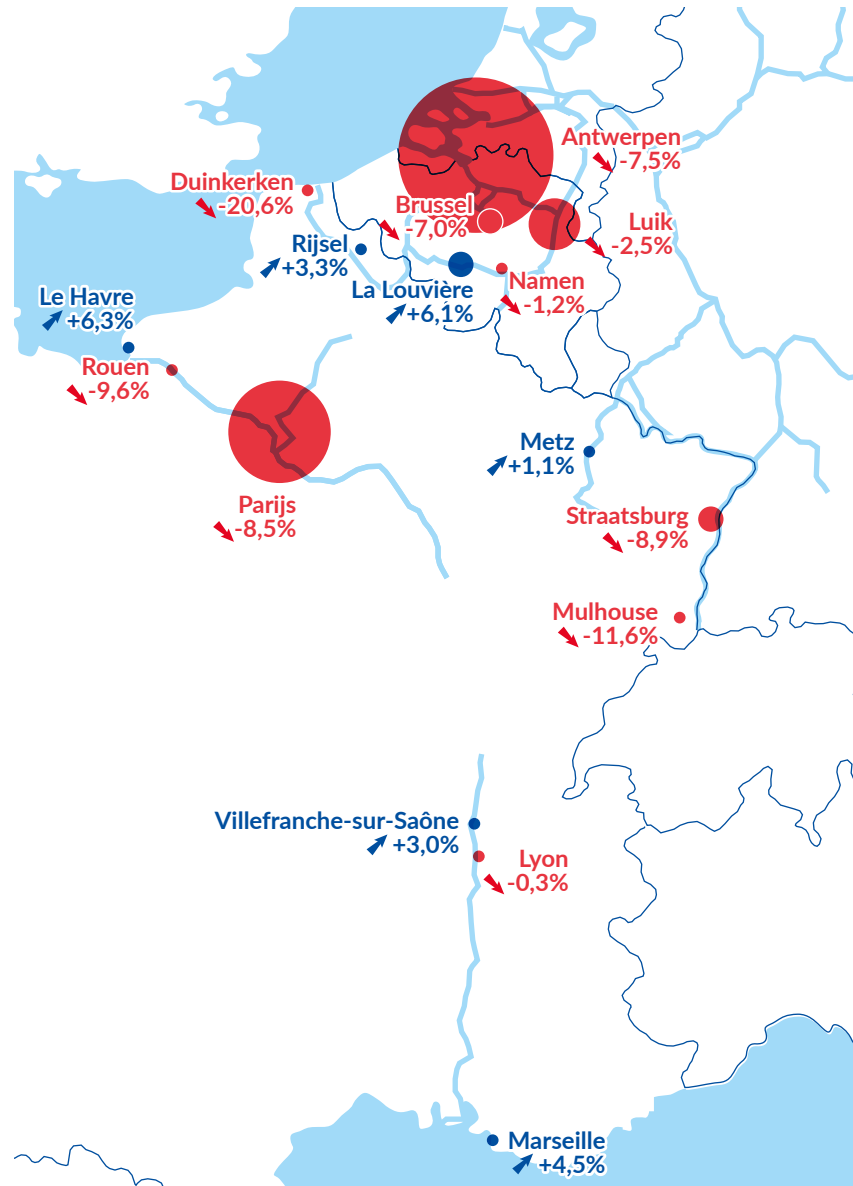 Antwerpen
-7,5%
Duinkerken
-20,6%
Brussel
-7,0%
Luik
-2,5%
Rijsel
+3,3%
La Louvière
+6,1%
Namen
-1,2%
Le Havre
+6,3%
Rouen
-9,6%
Metz
+1,1%
Parijs
-8,5%
Straatsburg
-8,9%
Mulhouse
-11,6%
Villefranche-sur-Saône
+3,0%
Lyon
-0,3%
Marseille
+4,5%